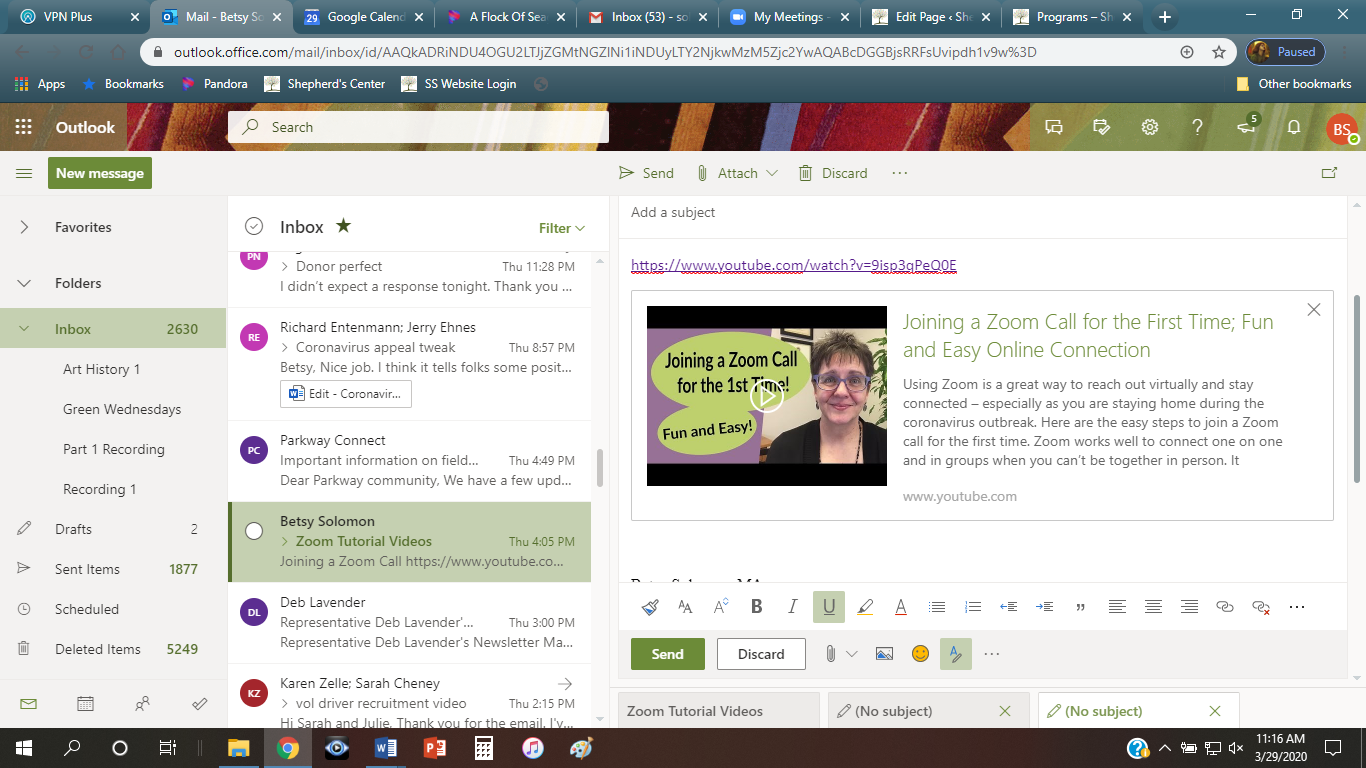 VPN Plus
Mail - Betsy So
Google Calend
A Flock Of Sea
Inbox (53) - so
My Meetings -
Edit Page ‹ She
Programs – Sh
outlook.office.com/mail/inbox/id/AAQkADRiNDU4OGU2LTJjZGMtNGZlNi1iNDUyLTY2NjkwMzM5Zjc2YwAQABcDGGBjsRRFsUvipdh1v9w%3D
Paused
Apps
Bookmarks
Pandora
Shepherd's Center
SS Website Login
Other bookmarks
Outlook
Search
5
BS
New message
Send
Attach
Discard
Favorites
Folders
Inbox 2630
Art History 1
Green Wednesdays
Part 1 Recording
Recording 1
Drafts 2
Sent Items 1877
Scheduled
Deleted Items 5249
Inbox
Filter
PN
Donor perfect Thu 11:28 PM
I didn't expect a response tonight. Thank you ...
RE
Richard Entenmann; Jerry Ehnes
Coronavirus appeal tweak Thu 8:57 PM
Betsy, Nice job. I think it tells folks some posit...
Edit - Coronavir...
PC
Parkway Connect
Important information on field... Thu 4:49 PM
Dear Parkway community, We have a few upd...
Betsy Solomon
Zoom Tutorial Videos Thu 4:05 PM
Joining a Zoom Call https://www.youtube.co...
DL
Deb Lavender
Representative Deb Lavender'... Thu 3:00 PM
Representative Deb Lavender's Newsletter Ma...
KZ
Karen Zelle; Sarah Cheney
vol driver recruitment video Thu 2:15 PM
Hi Sarah and Julie, Thank you for the email. I've
Add a subject
https://www.youtube.com/watch?v=9isp3qPeQ0E
Joining a Zoom Call
for the 1st Time!
Fun and Easy!
Joining a Zoom Call for the First Time; Fun
and Easy Online Connection
Using Zoom is a great way to reach out virtually and stay
connected – especially as you are staying home during the
coronavirus outbreak. Here are the easy steps to join a Zoom
call for the first time. Zoom works well to connect one on one
and in groups when you can't be together in person. It
www.youtube.com
Betsy Solomon, MA
Send
Discard
Zoom Tutorial Videos
(No subject)
(No subject)
11:16 AM
3/29/2020